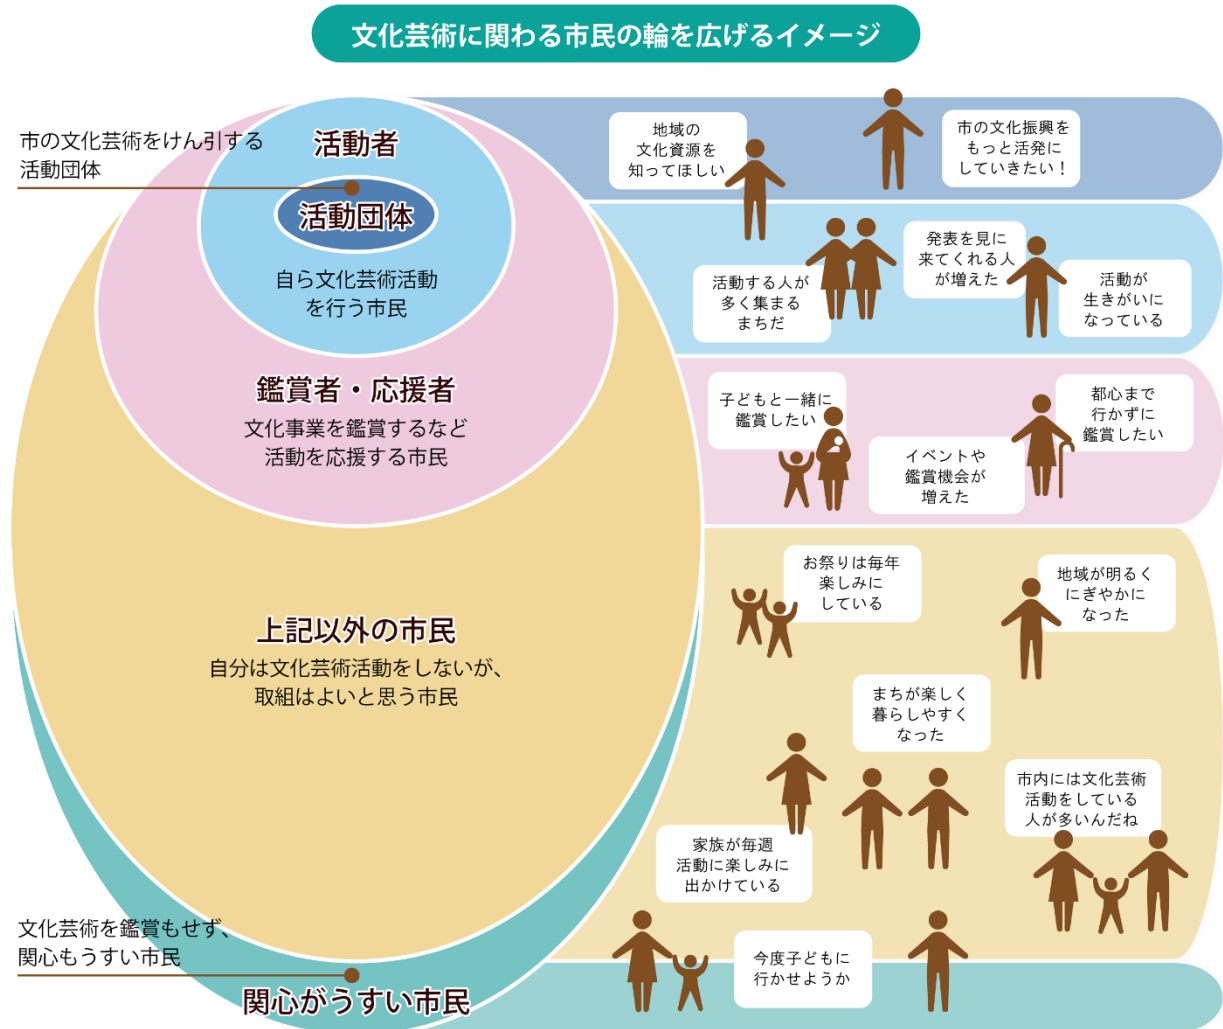 文化芸術に関わる市民の輪を広げるイメージ
市の文化芸術をけん引する
活動団体
活動者
活動団体
自ら文化芸術活動
を行う市民
鑑賞者・応援者
文化事業を鑑賞するなど
活動を応援する市民
上記以外の市民
自分は文化芸術活動をしないが、
取組はよいと思う市民
文化芸術を鑑賞もせず、
関心もうすい市民
関心がうすい市民
地域の
文化資源を
知ってほしい
市の文化振興を
もっと活発に
していきたい！
活動する人が
多く集まる
まちだ
発表を見に
来てくれる人
が増えた
活動が
生きがいに
なっている
子どもと一緒に
鑑賞したい
イベントや
鑑賞機会が
増えた
都心まで
行かずに
鑑賞したい
お祭りは毎年
楽しみに
している
地域が明るく
にぎやかに
なった
まちが楽しく
暮らしやすく
なった
家族が毎週
活動に楽しみに
出かけている
市内には文化芸術
活動をしている
人が多いんだね
今度子どもに
行かせようか